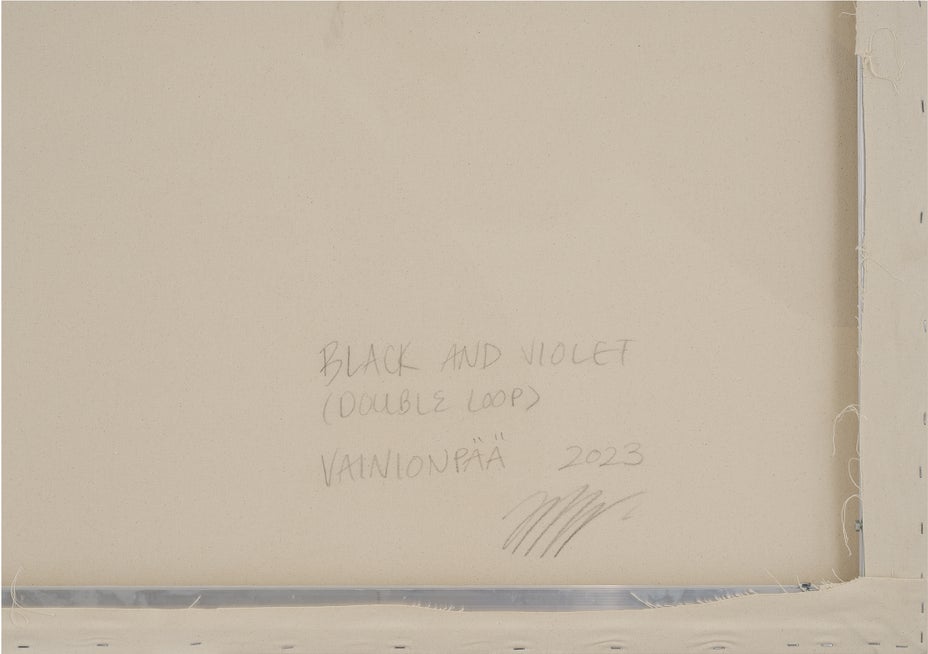 BLACK AND VIOLET
(DOUBLE LOOP)
VAINIONPÄÄ 2023